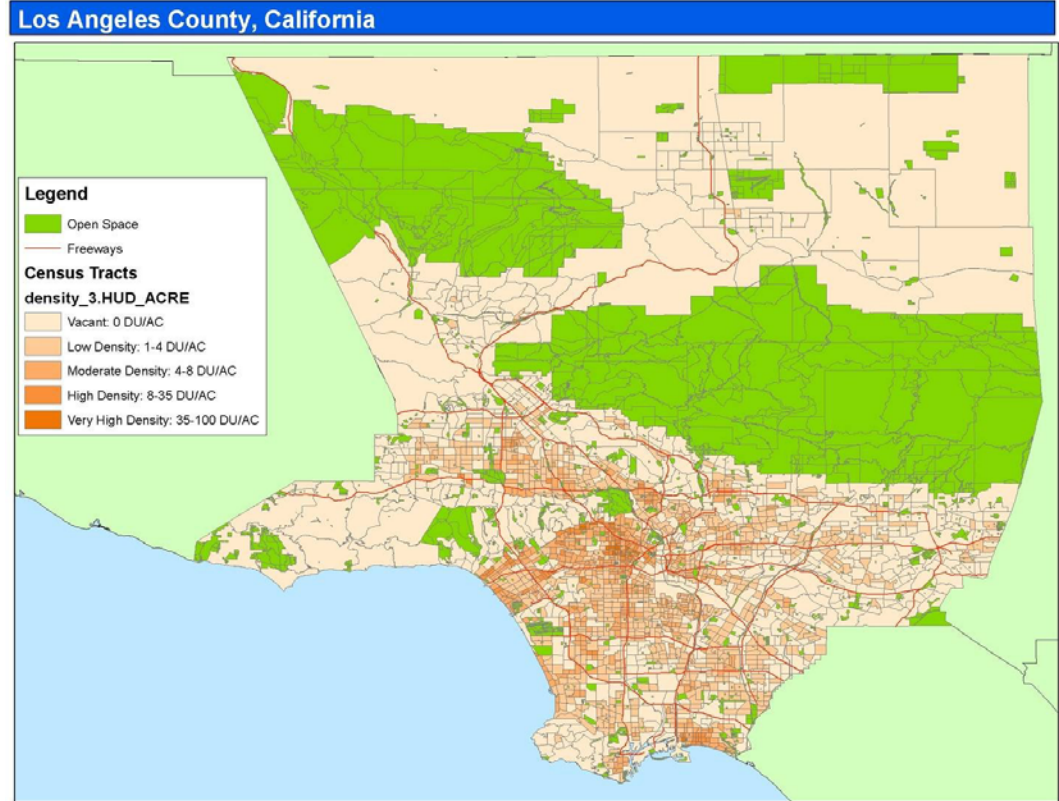 Los Angeles County, California
Legend
Open Space
Freeways
Census Tracts
density_3.HUD_ACRE
Vacant: 0 DU/AC
Low Density: 1-4 DU/AC
Moderate Density: 4-8 DU/AC
High Density: 8-35 DU/AC
Very High Density: 35-100 DU/AC